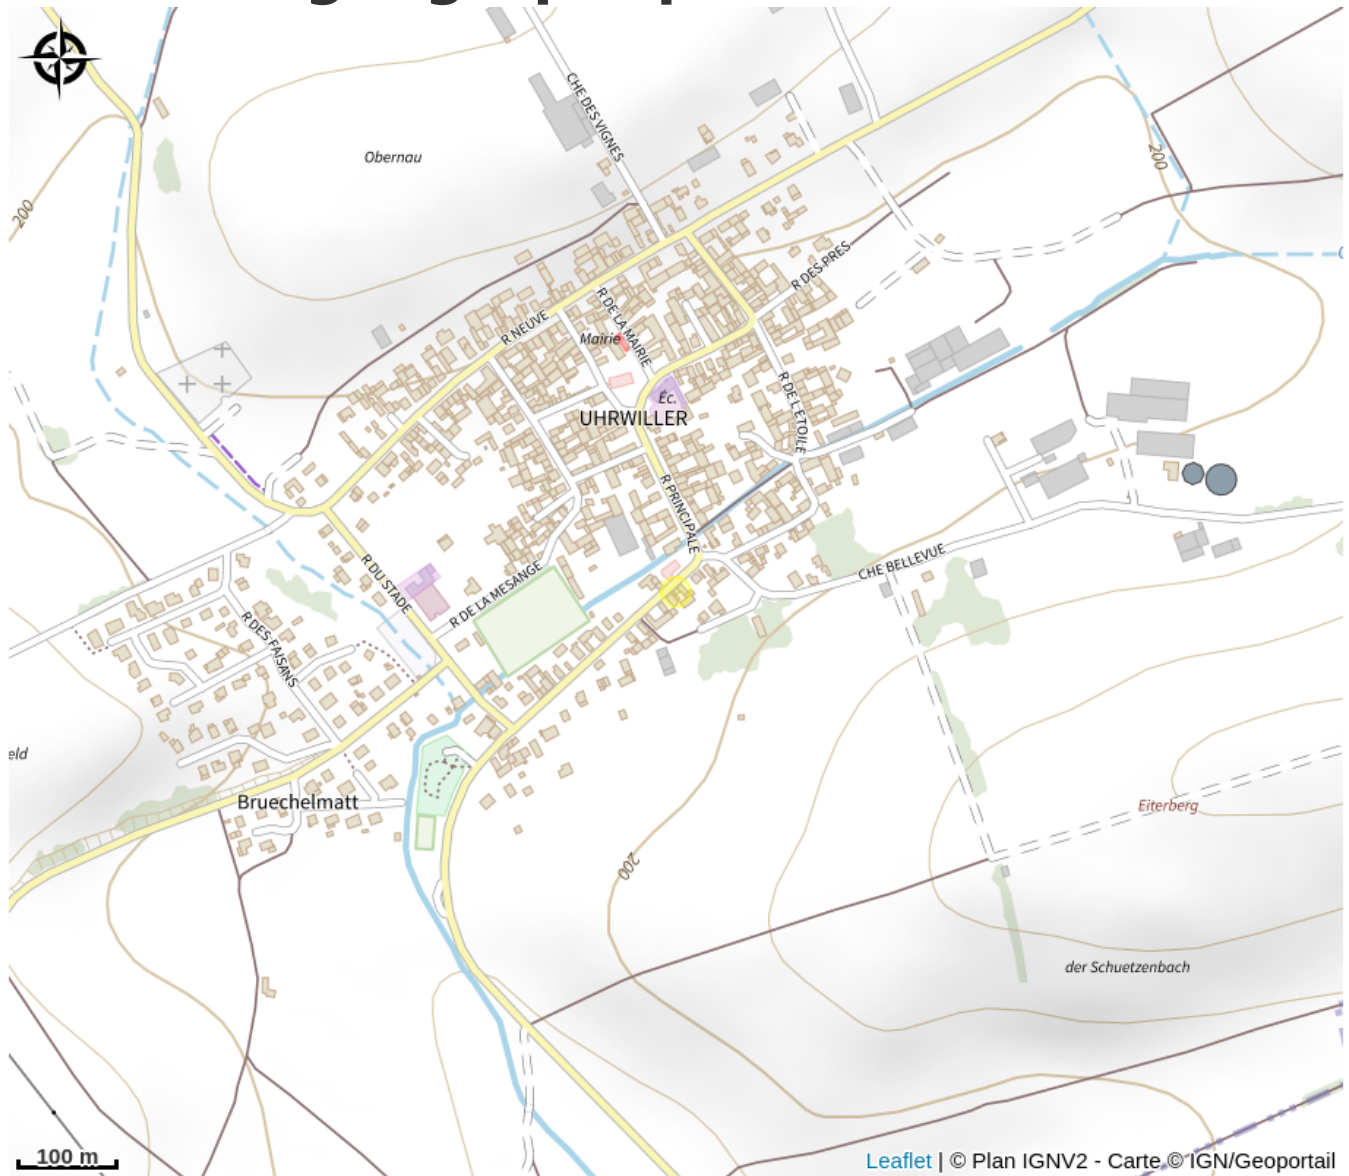 CHE DES VIGNES
Obernau
200
200
R DES PRES
R DE LA MAIRIE
R NEUVE
Mairie
Éc.
UHRWILLER
R DE L'ETOILE
R PRINCIPALE
CHE BELLEVUE
R DU STADE
R DE LA MESANGE
R DES FAISANS
eld
Bruechelmatt
Eiterberg
200
der Schuetzenbach
100 m
Leaflet | © Plan IGNV2 - Carte © IGN/Geoportail